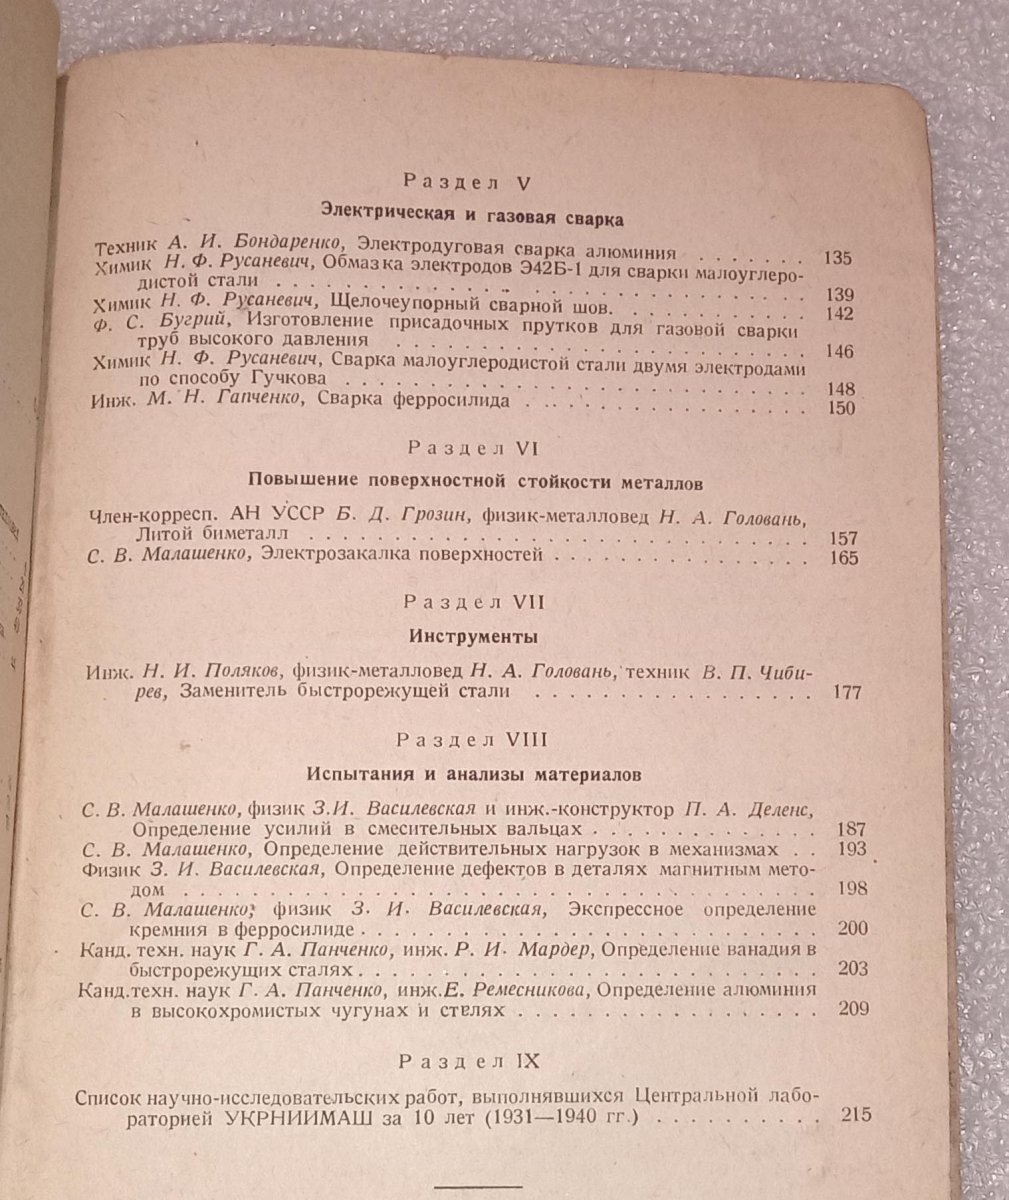 Раздел V
Электрическая и газовая сварка
Техник А. И. Бондаренко, Электродуговая сварка алюминия . . . . . . . 135
Химик Н. Ф. Русаневич, Обмазка электродов Э42Б-1 для сварки малоуглеро-
дистой стали . . . . . . . . . . . . . . . . . . . . . . . . . . . . . . 139
Химик Н. Ф. Русаневич, Щелочеупорный сварной шов. . . . . . . . . . . 142
Ф. С. Бугрий, Изготовление присадочных прутков для газовой сварки
труб высокого давления . . . . . . . . . . . . . . . . . . . . . . . 146
Химик Н. Ф. Русаневич, Сварка малоуглеродистой стали двумя электродами
по способу Гучкова . . . . . . . . . . . . . . . . . . . . . . . . . . 148
Инж. М. Н. Гапченко, Сварка ферросилида . . . . . . . . . . . . . . . . 150
Раздел VI
Повышение поверхностной стойкости металлов
Член-корресп. АН УССР Б. Д. Грозин, физик-металловед Н. А. Головань,
Литой биметалл . . . . . . . . . . . . . . . . . . . . . . . . . . . . 157
С. В. Малашенко, Электрозакалка поверхностей . . . . . . . . . . . . . . 165
Раздел VII
Инструменты
Инж. Н. И. Поляков, физик-металловед Н. А. Головань, техник В. П. Чиби-
рев, Заменитель быстрорежущей стали . . . . . . . . . . . . . . . . 177
Раздел VIII
Испытания и анализы материалов
С. В. Малашенко, физик З.И. Василевская и инж.-конструктор П. А. Деленс,
Определение усилий в смесительных вальцах . . . . . . . . . . . . . 187
С. В. Малашенко, Определение действительных нагрузок в механизмах . . 193
Физик З. И. Василевская, Определение дефектов в деталях магнитным мето-
дом . . . . . . . . . . . . . . . . . . . . . . . . . . . . . . . . . . . 198
С. В. Малашенко, физик З. И. Василевская, Экспрессное определение
кремния в ферросилиде . . . . . . . . . . . . . . . . . . . . . . . . . 200
Канд. техн. наук Г. А. Панченко, инж. Р. И. Мардер, Определение ванадия в
быстрорежущих сталях . . . . . . . . . . . . . . . . . . . . . . . . . 203
Канд.техн. наук Г. А. Панченко, инж.Е. Ремесникова, Определение алюминия
в высокохромистых чугунах и сталях . . . . . . . . . . . . . . . . . 209
Раздел IX
Список научно-исследовательских работ, выполнявшихся Центральной лабо-
раторией УКРНИИМАШ за 10 лет (1931—1940 гг.) . . . . . . . . . . 215